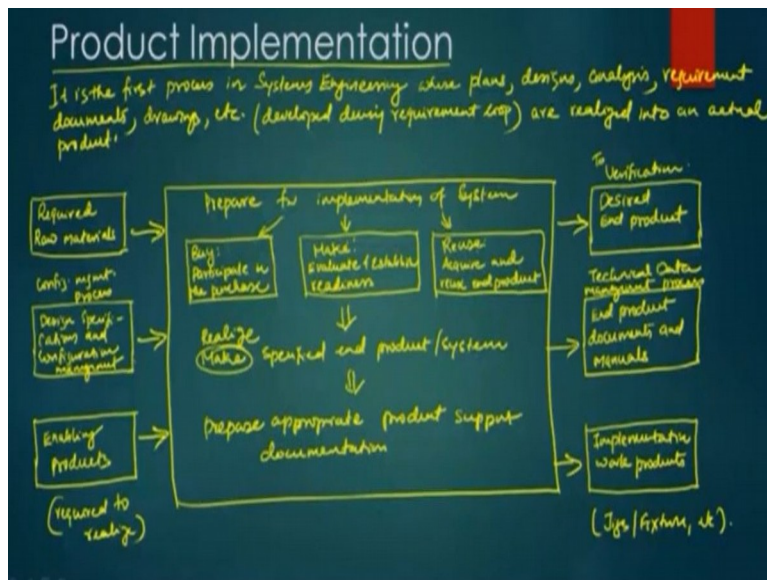 Product Implementation
It is the first process in Systems Engineering where plans, designs, analysis, requirement
documents, drawings, etc. (developed during requirement loop) are realized into an actual
product.
Required
Raw materials
Config. mgmt.
process
Design Specifi-
cations and
Configuration
management
Enabling
Products
(required to
realize)
Prepare for implementation of System
Buy:
Participate in
the purchase
Make:
Evaluate & establish
readiness
Reuse:
Acquire and
reuse end product
Realize
Make specified end product/system
Prepare appropriate product support
documentation
To
Verification.
Desired
End product
Technical Data
management process
End product
documents and
Manuals
Implementation
work products
(Jigs/Fixture, etc).